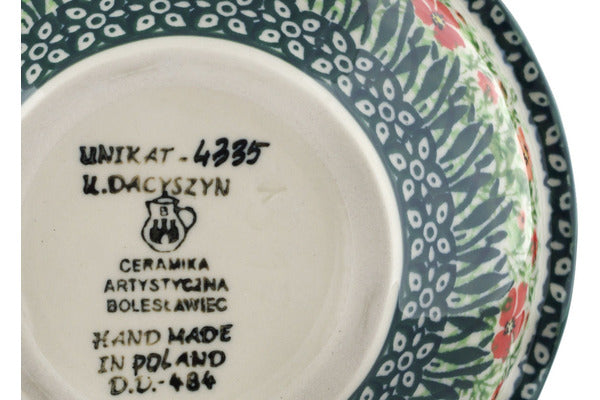 UNIKAT - 4335
U. DACYSZYN
B
CERAMIKA
ARTYSTYCZNA
BOLESŁAWIEC
HAND MADE
IN POLAND
D.U.-484